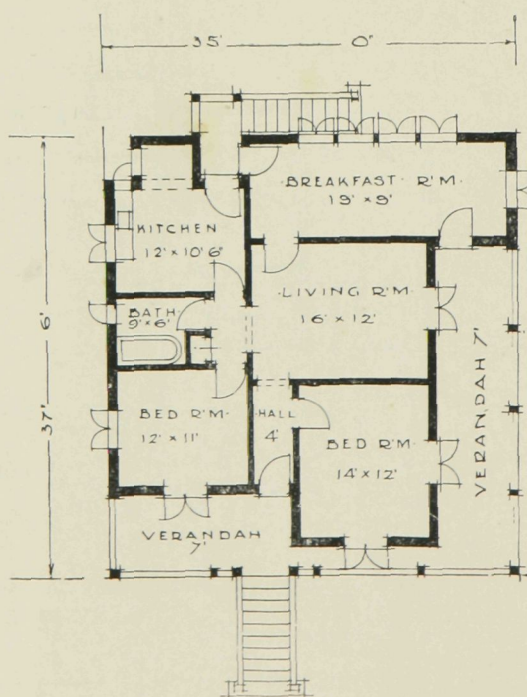 35' 0"
BREAKFAST R'M.
19' × 9'
KITCHEN
12' × 10' 6"
LIVING R'M.
16' × 12'
BATH
9' × 6'
37' 6"
VERANDAH 7'
BED R'M.
12' × 11'
HALL
4'
BED R'M.
14' × 12'
VERANDAH
7'